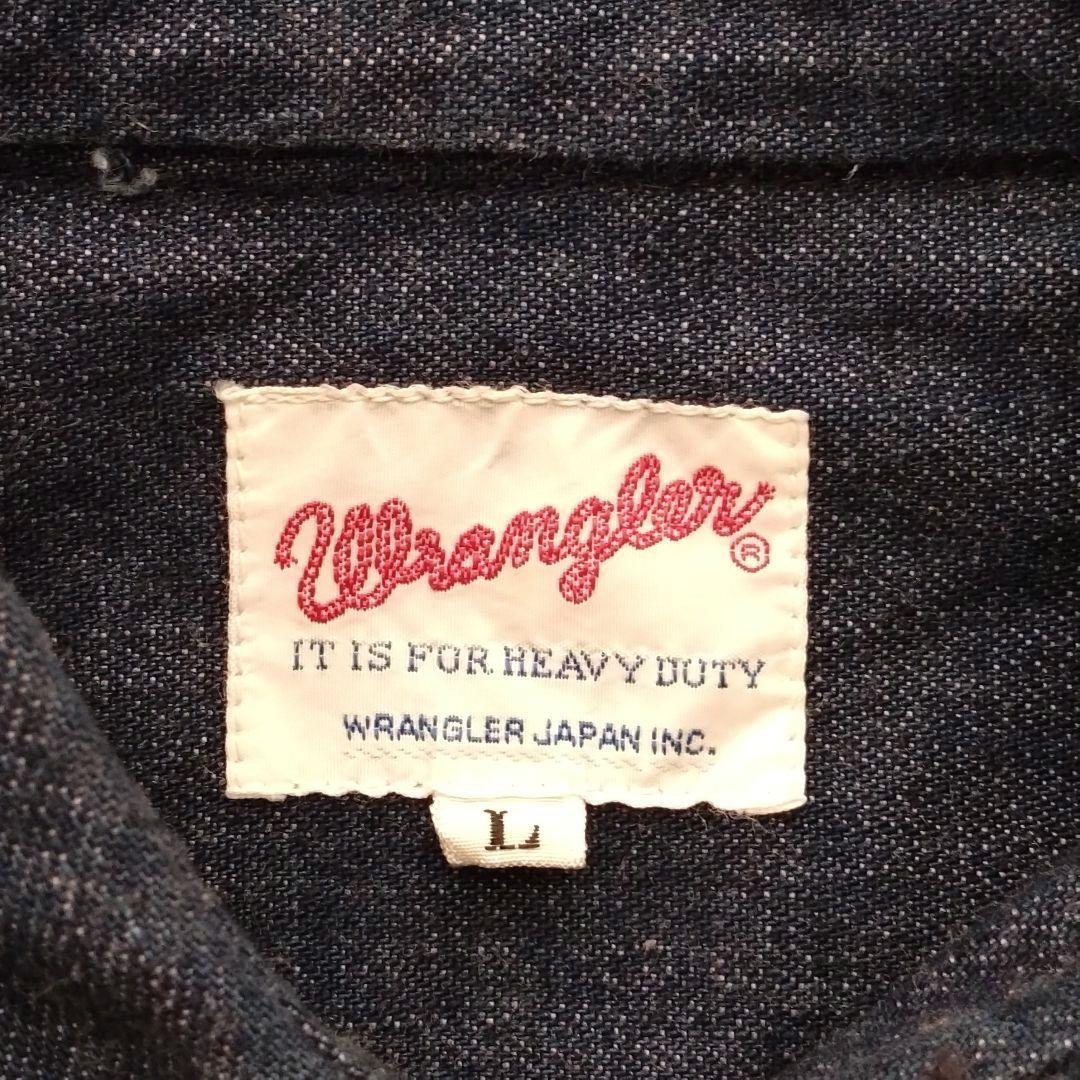 Wrangler®
IT IS FOR HEAVY DUTY
WRANGLER JAPAN INC.
L